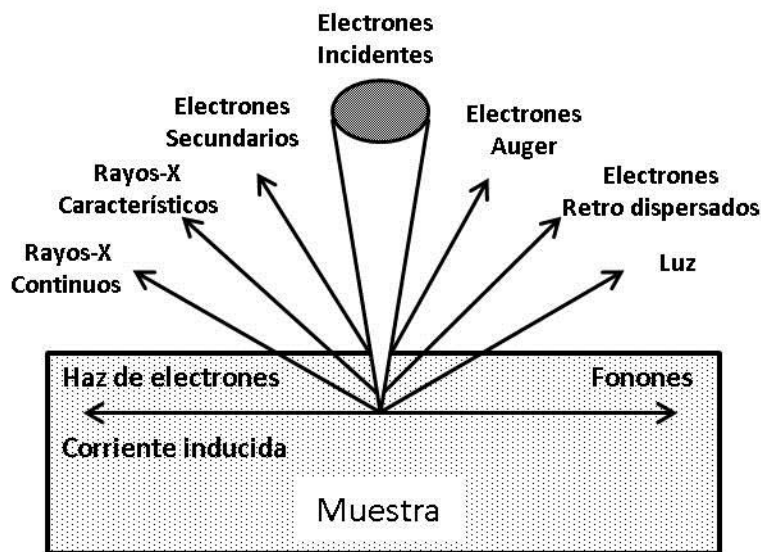 Electrones
Incidentes
Electrones
Secundarios
Electrones
Auger
Rayos-X
Característicos
Electrones
Retro dispersados
Rayos-X
Continuos
Luz
Haz de electrones
Fonones
Corriente inducida
Muestra